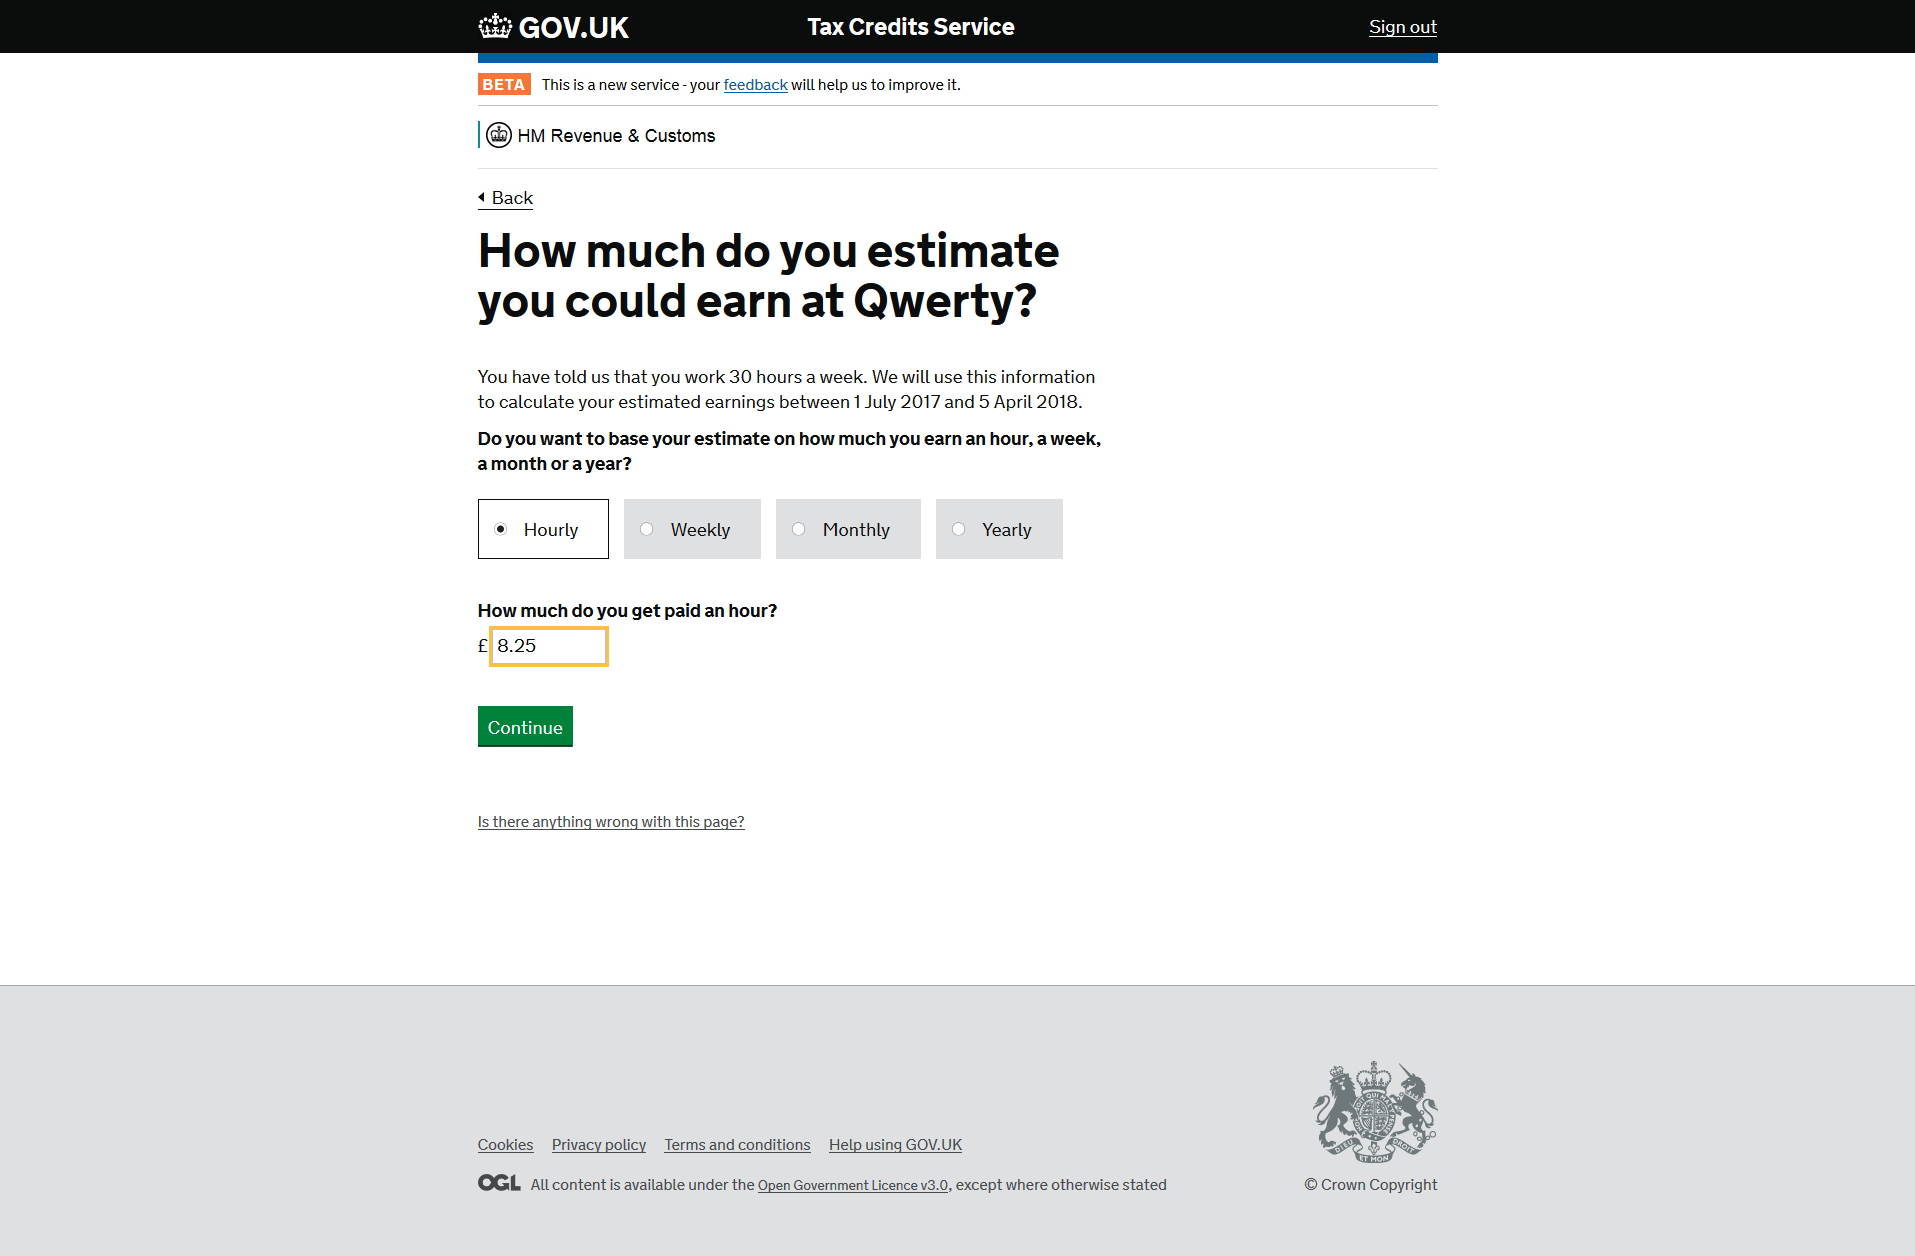 GOV.UK Tax Credits Service Sign out
BETA This is a new service - your feedback will help us to improve it.
HM Revenue & Customs
Back
How much do you estimate
you could earn at Qwerty?
You have told us that you work 30 hours a week. We will use this information
to calculate your estimated earnings between 1 July 2017 and 5 April 2018.
Do you want to base your estimate on how much you earn an hour, a week,
a month or a year?
Hourly Weekly Monthly Yearly
How much do you get paid an hour?
£ 8.25
Continue
Is there anything wrong with this page?
Cookies Privacy policy Terms and conditions Help using GOV.UK
OGL All content is available under the Open Government Licence v3.0, except where otherwise stated
DIEU ET MON DROIT
© Crown Copyright